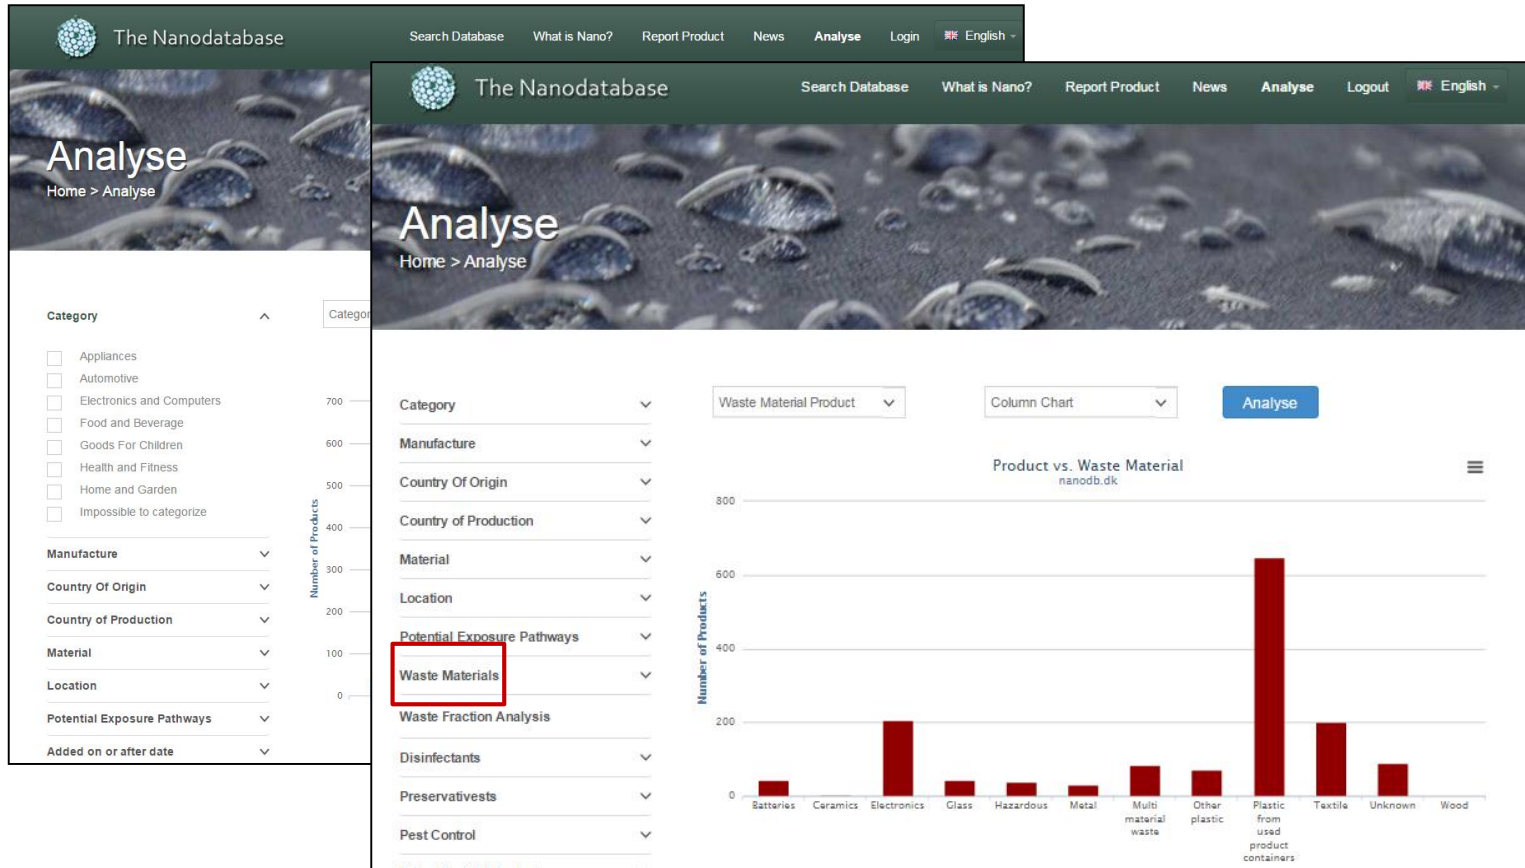 The Nanodatabase
Search Database What is Nano? Report Product News Analyse Login English
Analyse
Home > Analyse
Category
Appliances
Automotive
Electronics and Computers
Food and Beverage
Goods For Children
Health and Fitness
Home and Garden
Impossible to categorize
Manufacture
Country Of Origin
Country of Production
Material
Location
Potential Exposure Pathways
Added on or after date
Categor
700
600
500
400
300
200
100
0
Number of Products
The Nanodatabase
Search Database What is Nano? Report Product News Analyse Logout English
Analyse
Home > Analyse
Category
Manufacture
Country Of Origin
Country of Production
Material
Location
Potential Exposure Pathways
Waste Materials
Waste Fraction Analysis
Disinfectants
Preservativests
Pest Control
Waste Material Product Column Chart Analyse
Product vs. Waste Material
nanodb.dk
800
600
400
200
0
Number of Products
Batteries
Ceramics
Electronics
Glass
Hazardous
Metal
Multi
material
waste
Other
plastic
Plastic
from
used
product
containers
Textile
Unknown
Wood